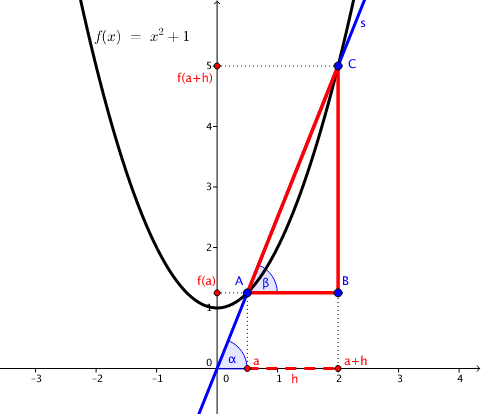 s
f(x) = x² + 1
5
C
f(a+h)
4
3
2
f(a)
A
B
β
1
0
α
a
a+h
-3
-2
-1
0
1
2
3
4
h